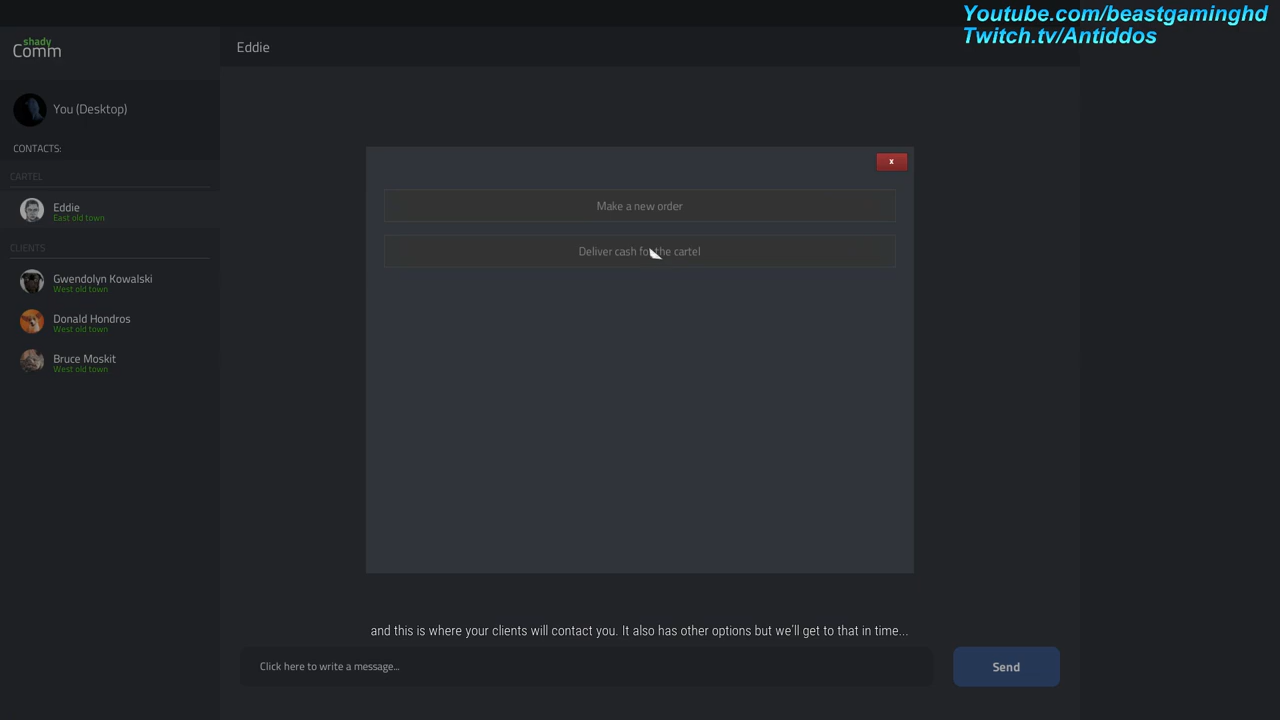 Youtube.com/beastgaminghd
Twitch.tv/Antiddos
shady
Comm
Eddie
You (Desktop)
CONTACTS:
CARTEL
Eddie
East old town
CLIENTS
Gwendolyn Kowalski
West old town
Donald Hondros
West old town
Bruce Moskit
West old town
x
Make a new order
Deliver cash for the cartel
and this is where your clients will contact you. It also has other options but we'll get to that in time...
Click here to write a message...
Send